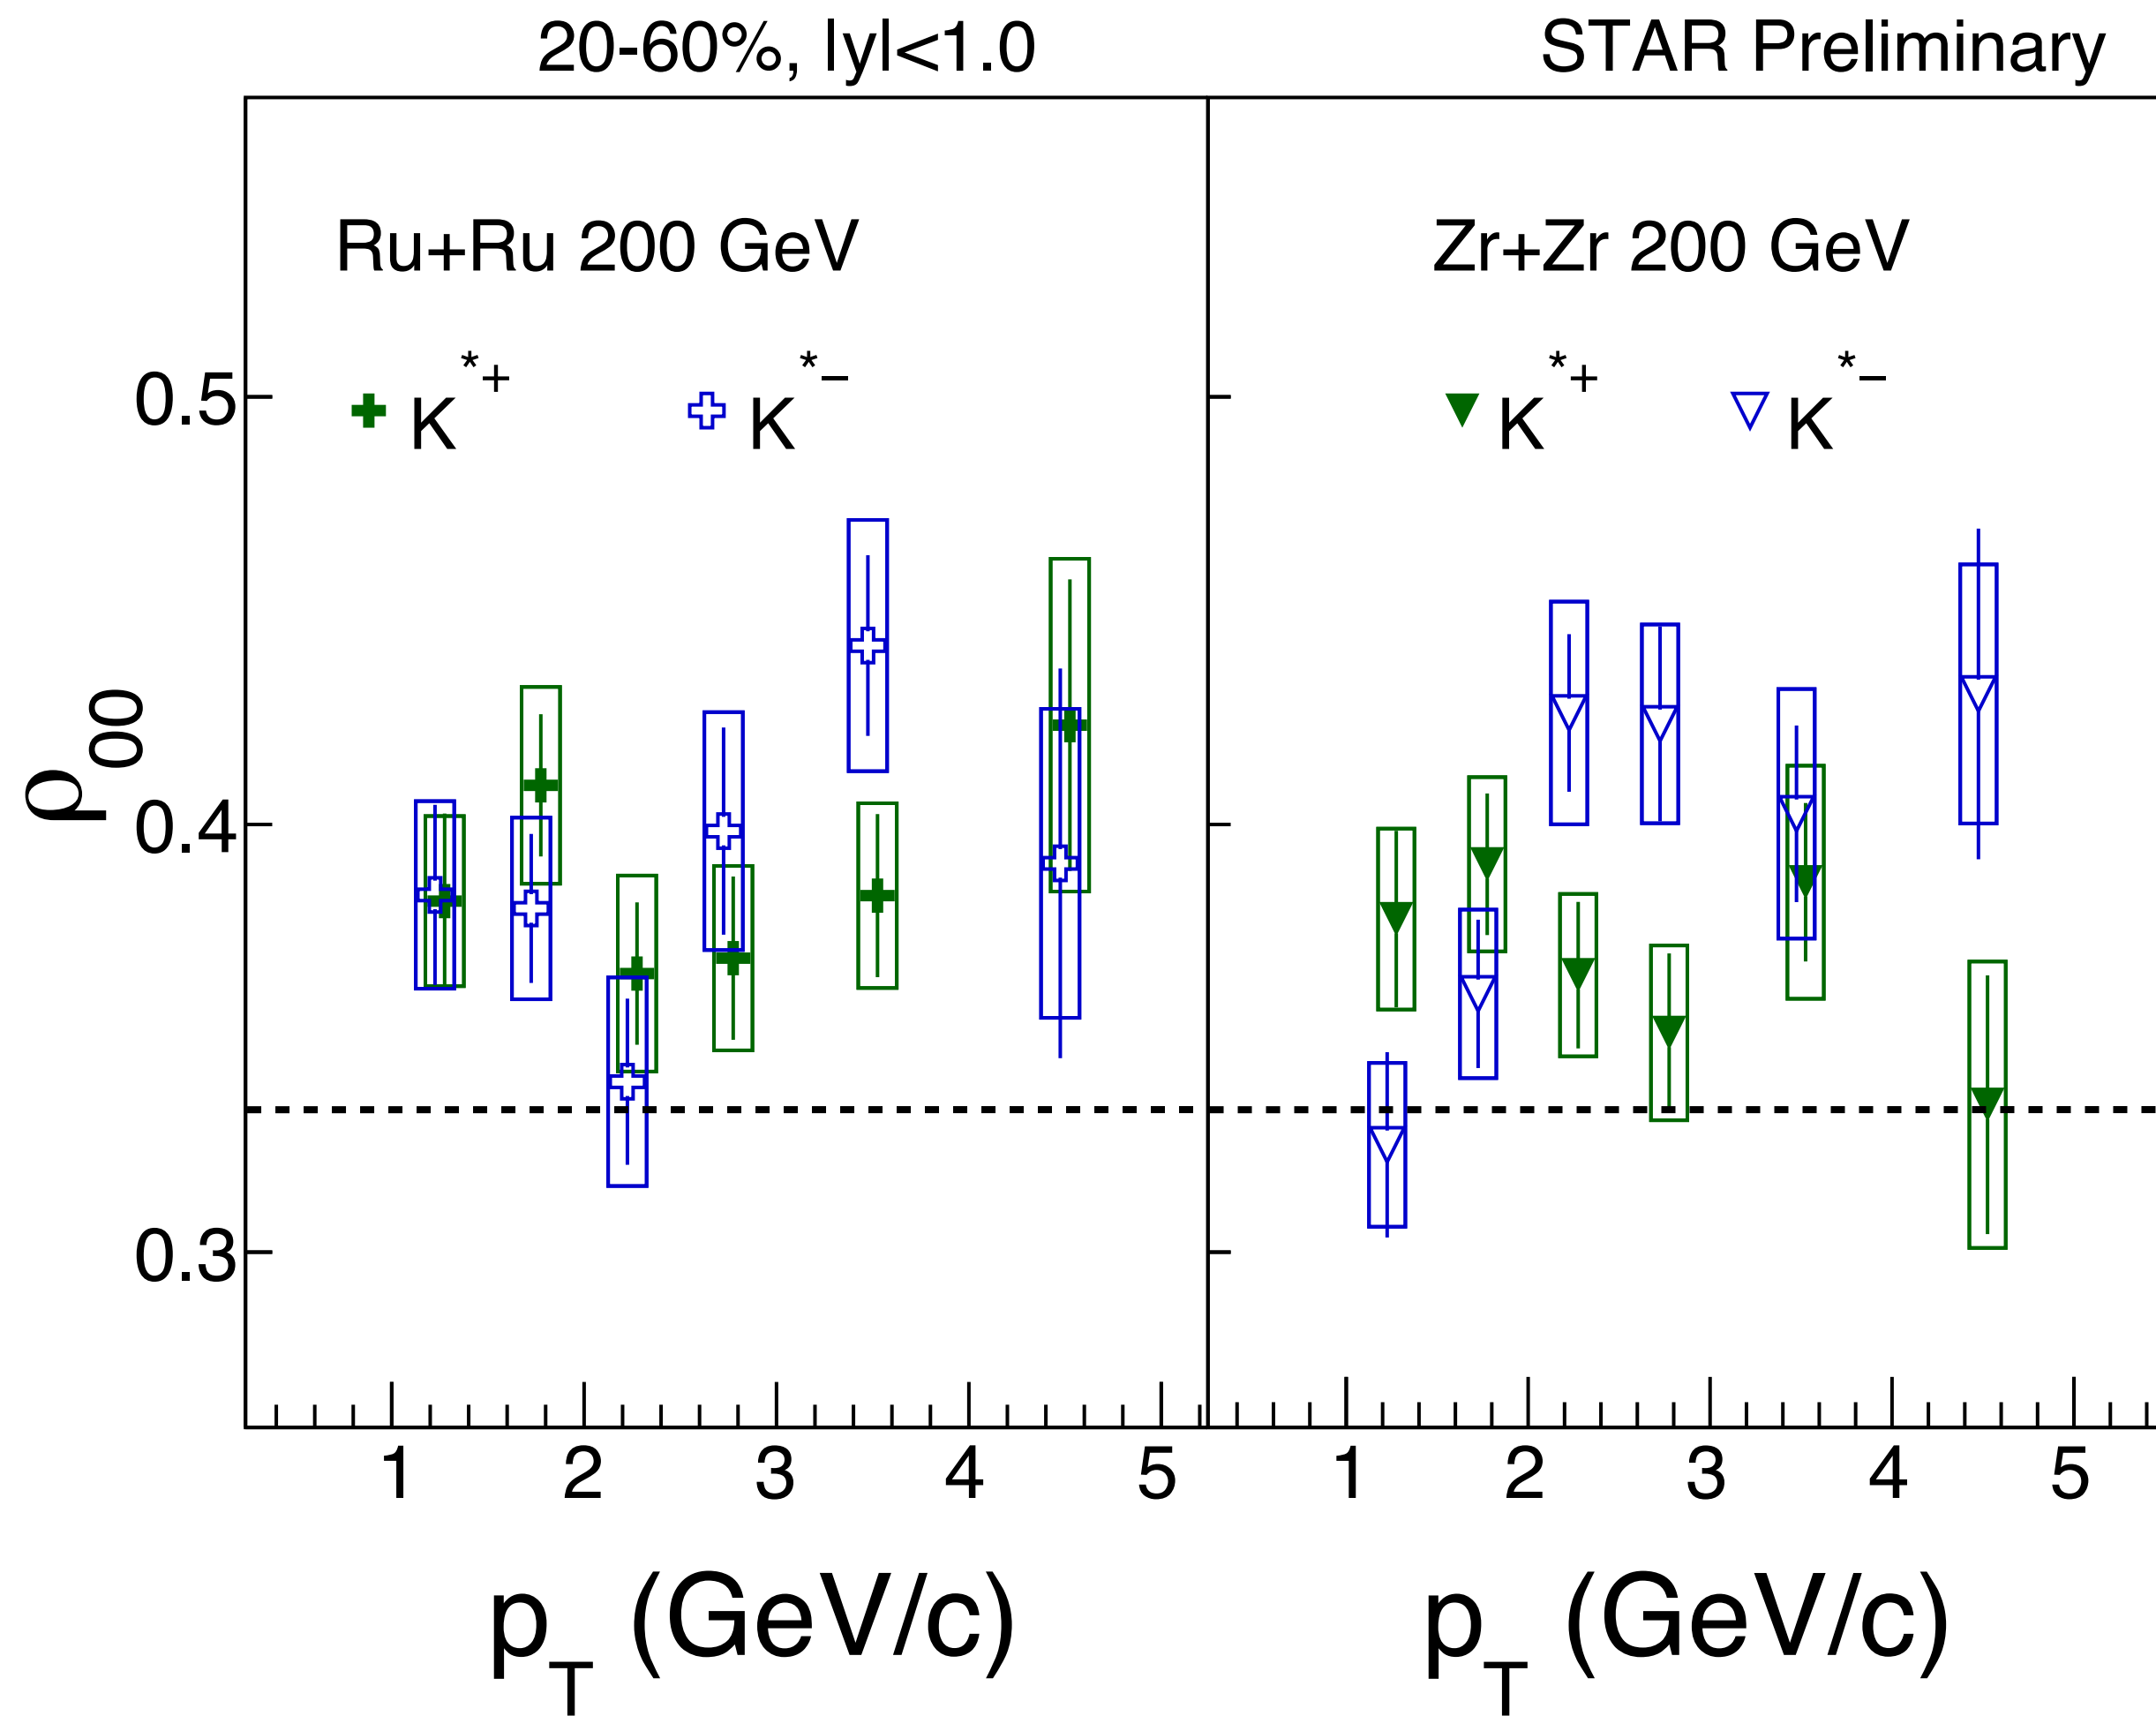 20-60%, |y|<1.0
STAR Preliminary
Ru+Ru 200 GeV
Zr+Zr 200 GeV
K*+
K*−
K*+
K*−
ρ00
0.5
0.4
0.3
1 2 3 4 5
1 2 3 4 5
pT (GeV/c)
pT (GeV/c)